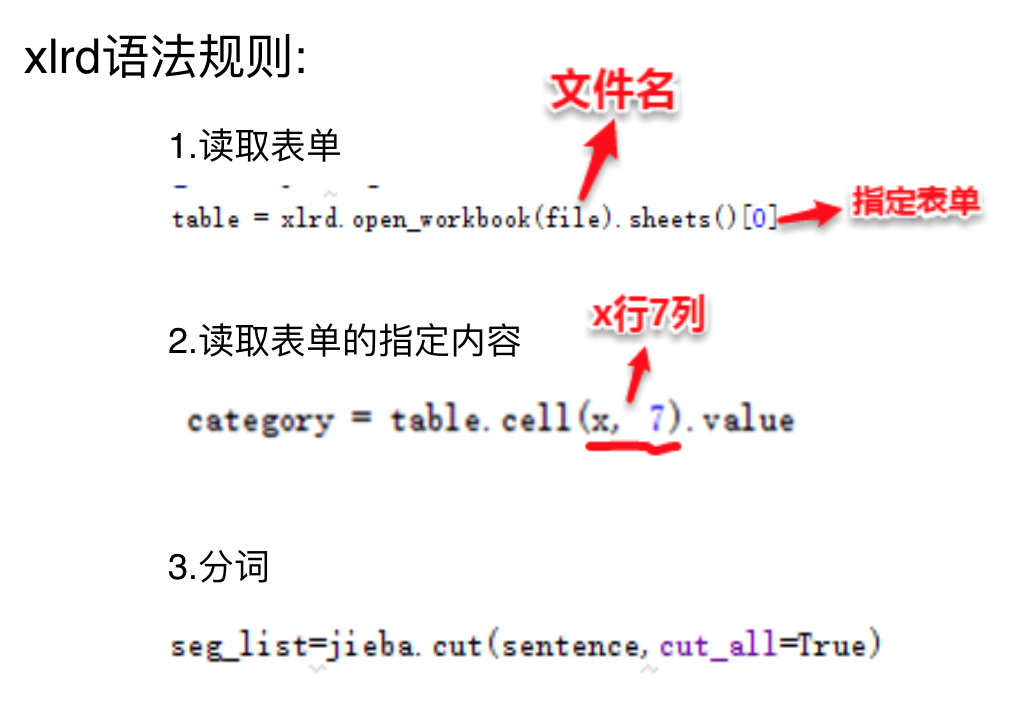 xlrd语法规则:
文件名
1.读取表单
指定表单
table = xlrd.open_workbook(file).sheets()[0]
x行7列
2.读取表单的指定内容
category = table.cell(x, 7).value
3.分词
seg_list=jieba.cut(sentence,cut_all=True)